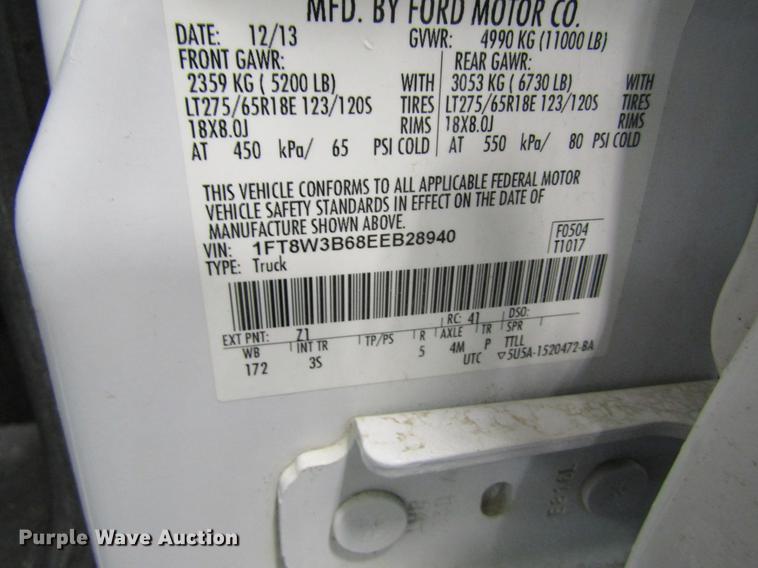 MFD. BY FORD MOTOR CO.
DATE: 12/13 GVWR: 4990 KG (11000 LB)
FRONT GAWR: REAR GAWR:
2359 KG ( 5200 LB) WITH 3053 KG ( 6730 LB) WITH
LT275/65R18E 123/120S TIRES LT275/65R18E 123/120S TIRES
18X8.0J RIMS 18X8.0J RIMS
AT 450 kPa/ 65 PSI COLD AT 550 kPa/ 80 PSI COLD
THIS VEHICLE CONFORMS TO ALL APPLICABLE FEDERAL MOTOR
VEHICLE SAFETY STANDARDS IN EFFECT ON THE DATE OF
MANUFACTURE SHOWN ABOVE.
VIN: 1FT8W3B68EEB28940 F0504
TYPE: Truck T1017
EXT PNT: Z1 RC: 41 DSO:
WB INT TR TP/PS R AXLE TR SPR
172 3S 5 4M P TTLL
UTC ▽5U5A-1520472-BA
Purple Wave Auction